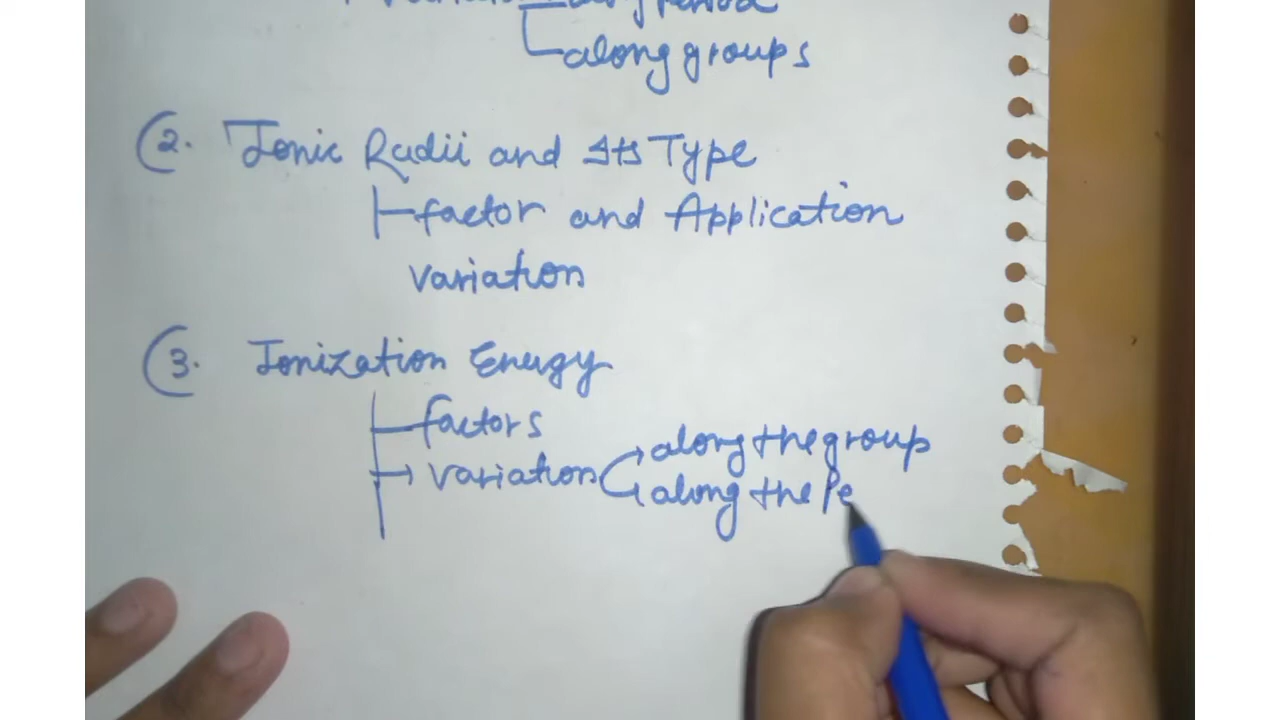 along groups
(2. Ionic Radii and Its Type
factor and Application
variation
(3. Ionization Energy
factors
variation
along the group
along the Pe